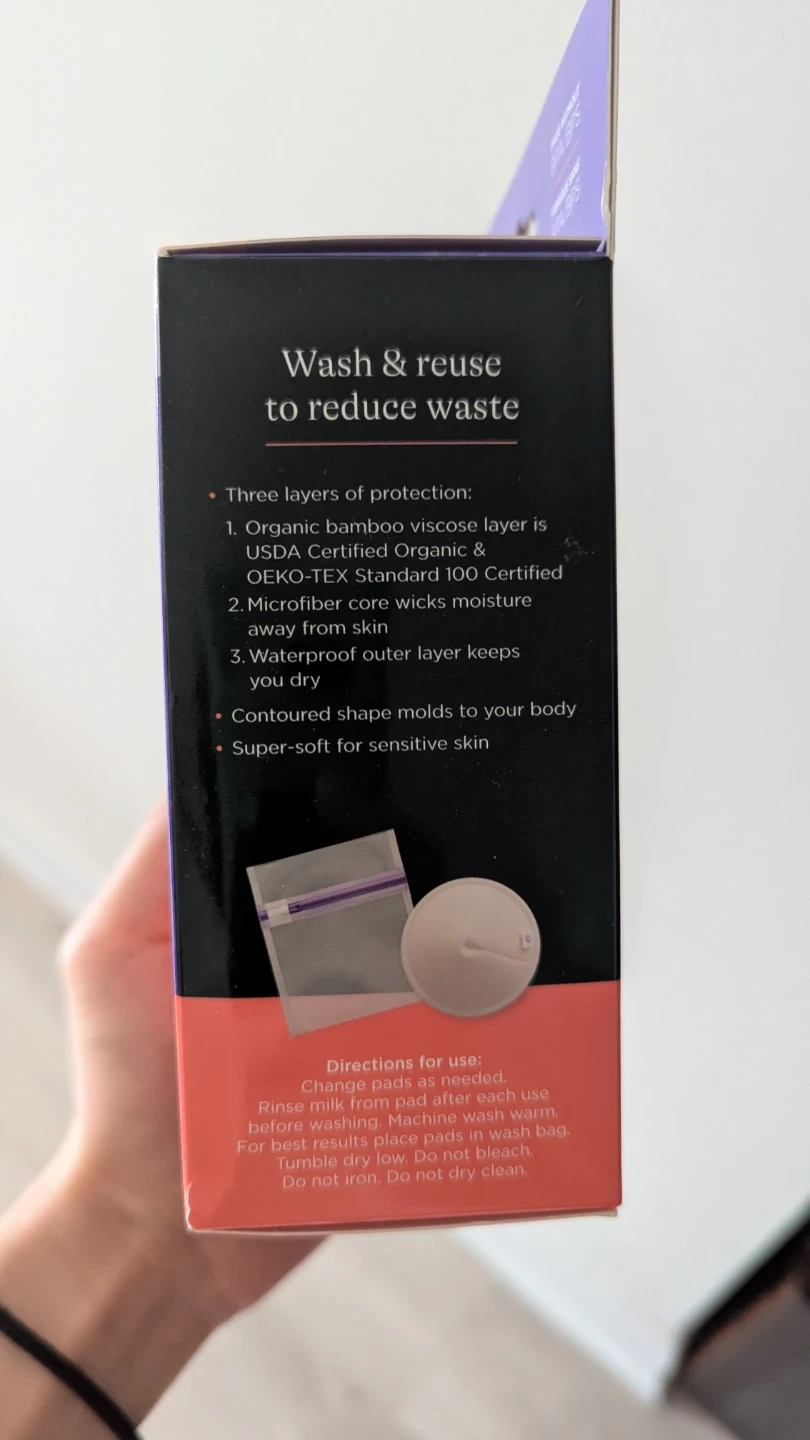 Wash & reuse
to reduce waste
• Three layers of protection:
1. Organic bamboo viscose layer is
USDA Certified Organic &
OEKO-TEX Standard 100 Certified
2. Microfiber core wicks moisture
away from skin
3. Waterproof outer layer keeps
you dry
• Contoured shape molds to your body
• Super-soft for sensitive skin
Directions for use:
Change pads as needed.
Rinse milk from pad after each use
before washing. Machine wash warm.
For best results place pads in wash bag.
Tumble dry low. Do not bleach.
Do not iron. Do not dry clean.